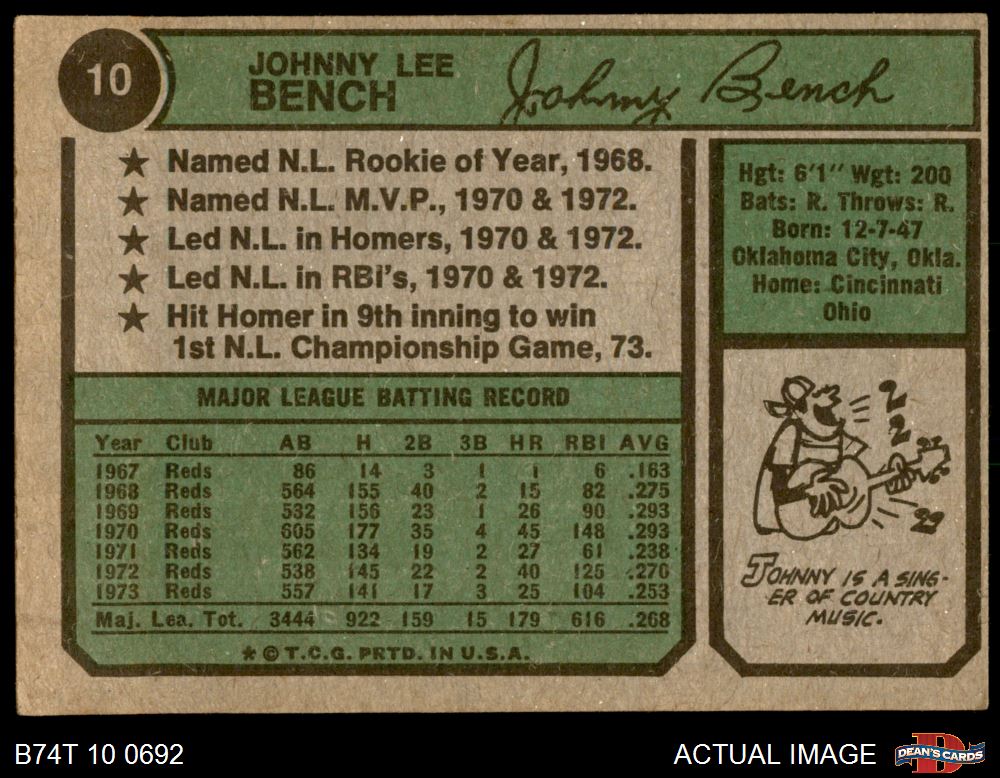 10
JOHNNY LEE
BENCH
Johnny Bench
★ Named N.L. Rookie of Year, 1968.
★ Named N.L. M.V.P., 1970 & 1972.
★ Led N.L. in Homers, 1970 & 1972.
★ Led N.L. in RBI's, 1970 & 1972.
★ Hit Homer in 9th inning to win
1st N.L. Championship Game, 73.
Hgt: 6'1" Wgt: 200
Bats: R. Throws: R.
Born: 12-7-47
Oklahoma City, Okla.
Home: Cincinnati
Ohio
MAJOR LEAGUE BATTING RECORD
Year Club AB H 2B 3B HR RBI AVG
1967 Reds 86 14 3 1 1 6 .163
1968 Reds 564 155 40 2 15 82 .275
1969 Reds 532 156 23 1 26 90 .293
1970 Reds 605 177 35 4 45 148 .293
1971 Reds 562 134 19 2 27 61 .238
1972 Reds 538 145 22 2 40 125 .270
1973 Reds 557 141 17 3 25 104 .253
Maj. Lea. Tot. 3444 922 159 15 179 616 .268
* © T.C.G. PRTD. IN U.S.A.
JOHNNY IS A SING-
ER OF COUNTRY
MUSIC.
B74T 10 0692
ACTUAL IMAGE
DEAN'S CARDS